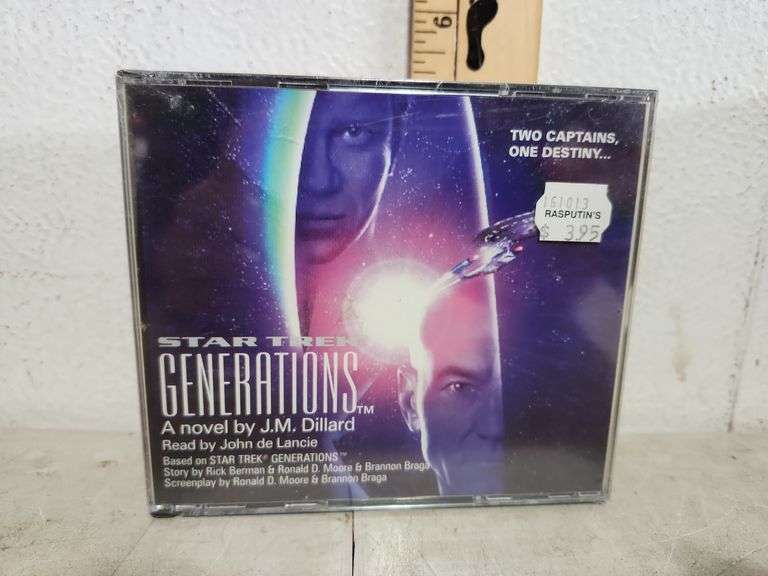 6
TWO CAPTAINS,
ONE DESTINY...
161013
RASPUTIN'S
$ 3.95
STAR TREK
GENERATIONS™
A novel by J.M. Dillard
Read by John de Lancie
Based on STAR TREK® GENERATIONS™
Story by Rick Berman & Ronald D. Moore & Brannon Braga
Screenplay by Ronald D. Moore & Brannon Braga